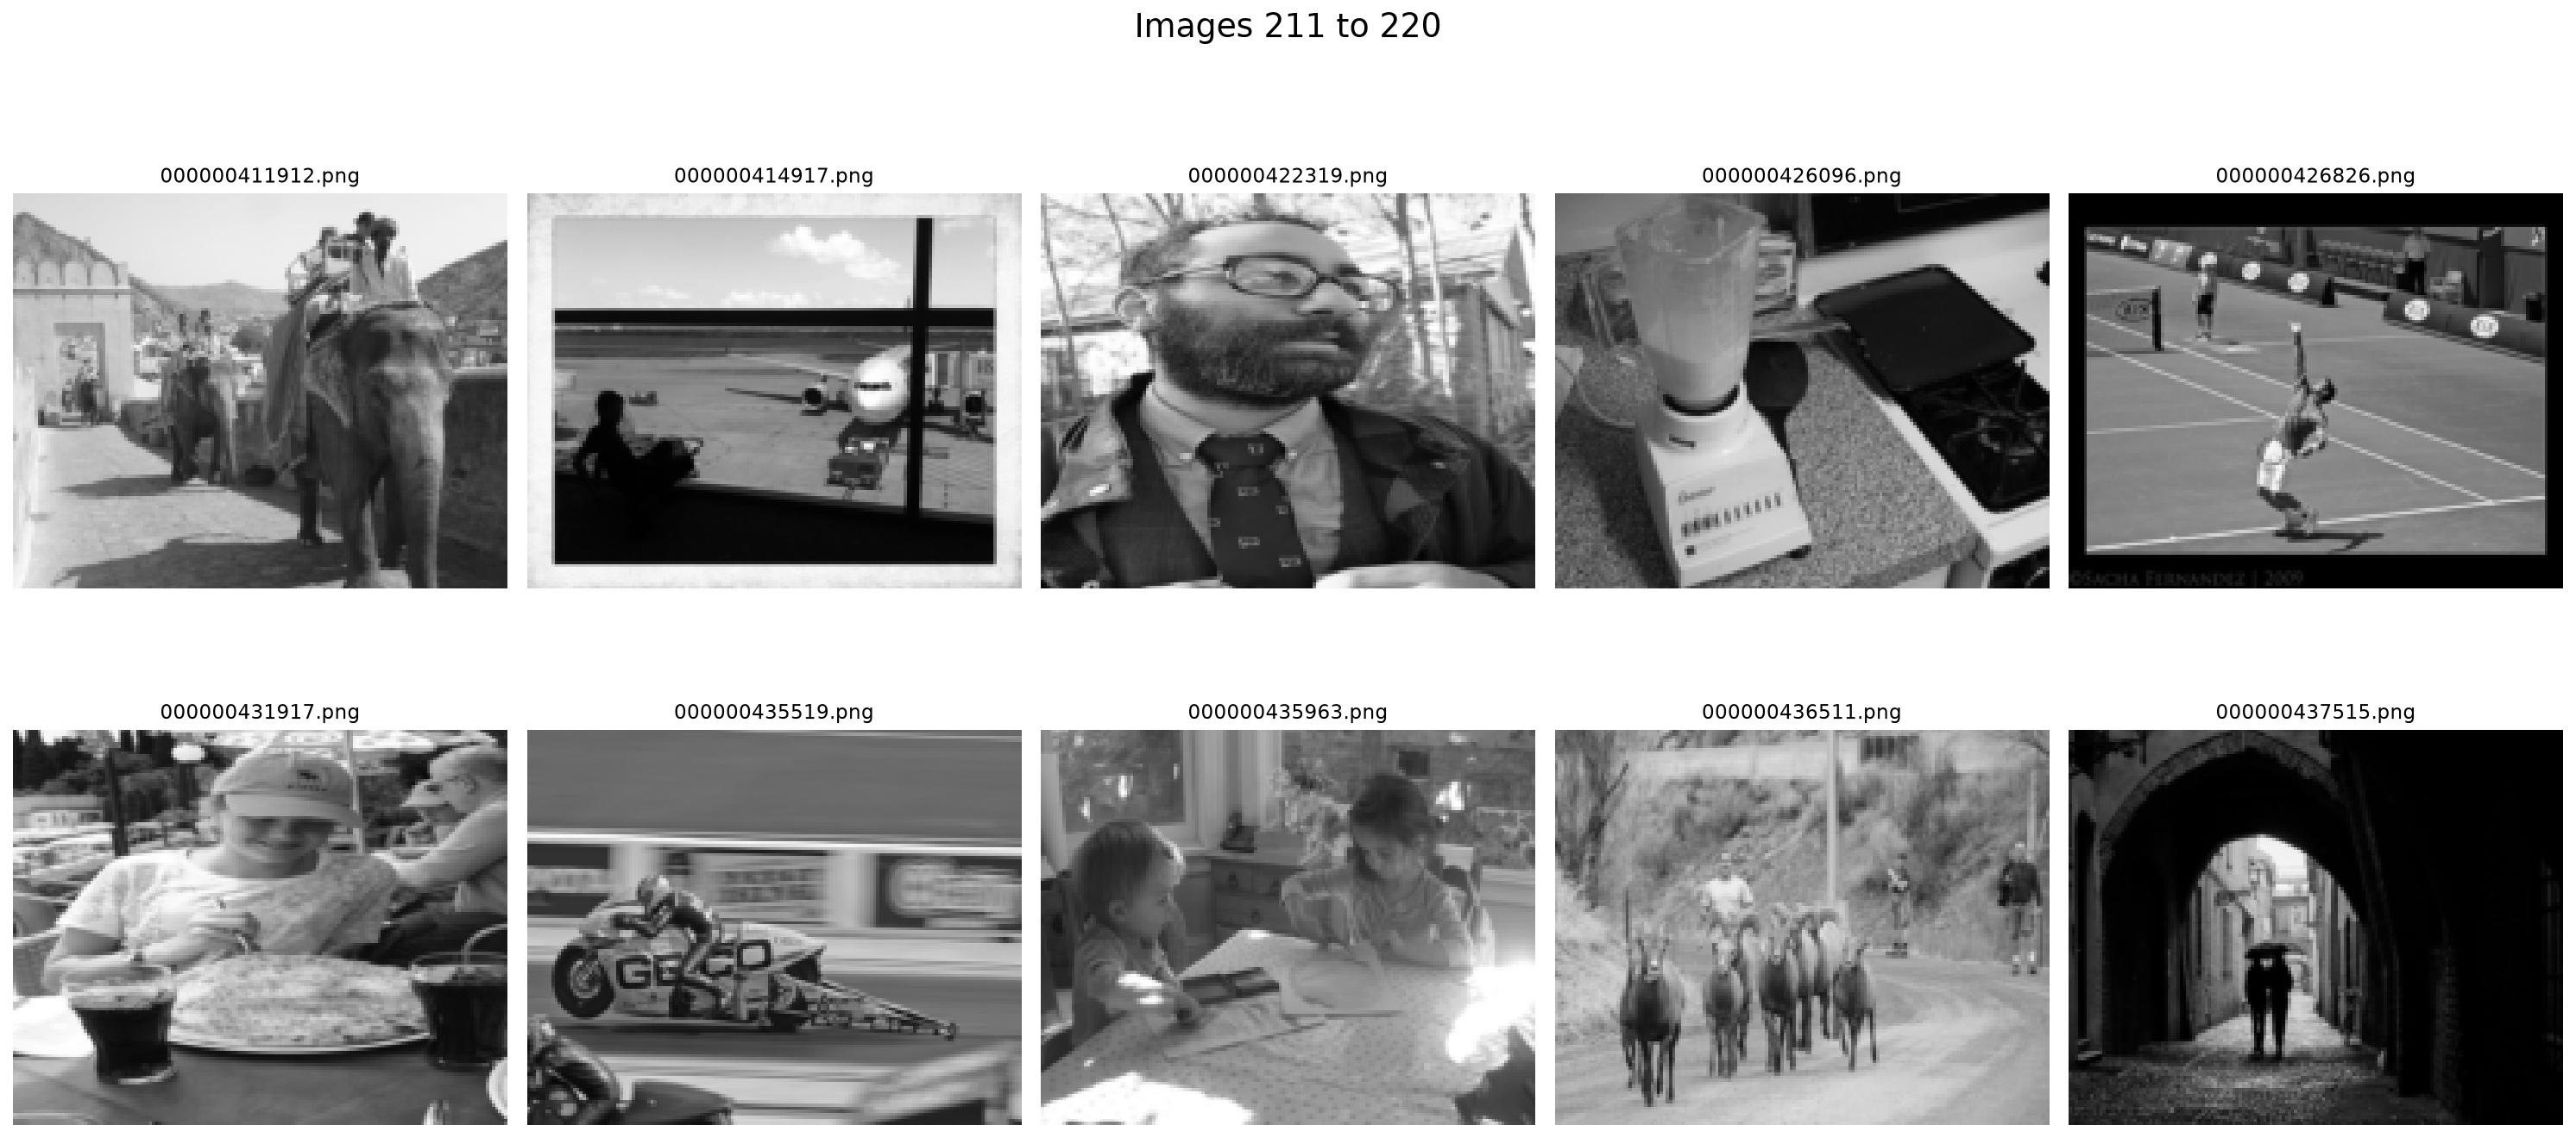 Images 211 to 220
000000411912.png
000000414917.png
000000422319.png
000000426096.png
000000426826.png
©SACHA FERNANDEZ | 2009
000000431917.png
000000435519.png
000000435963.png
000000436511.png
000000437515.png
GEICO